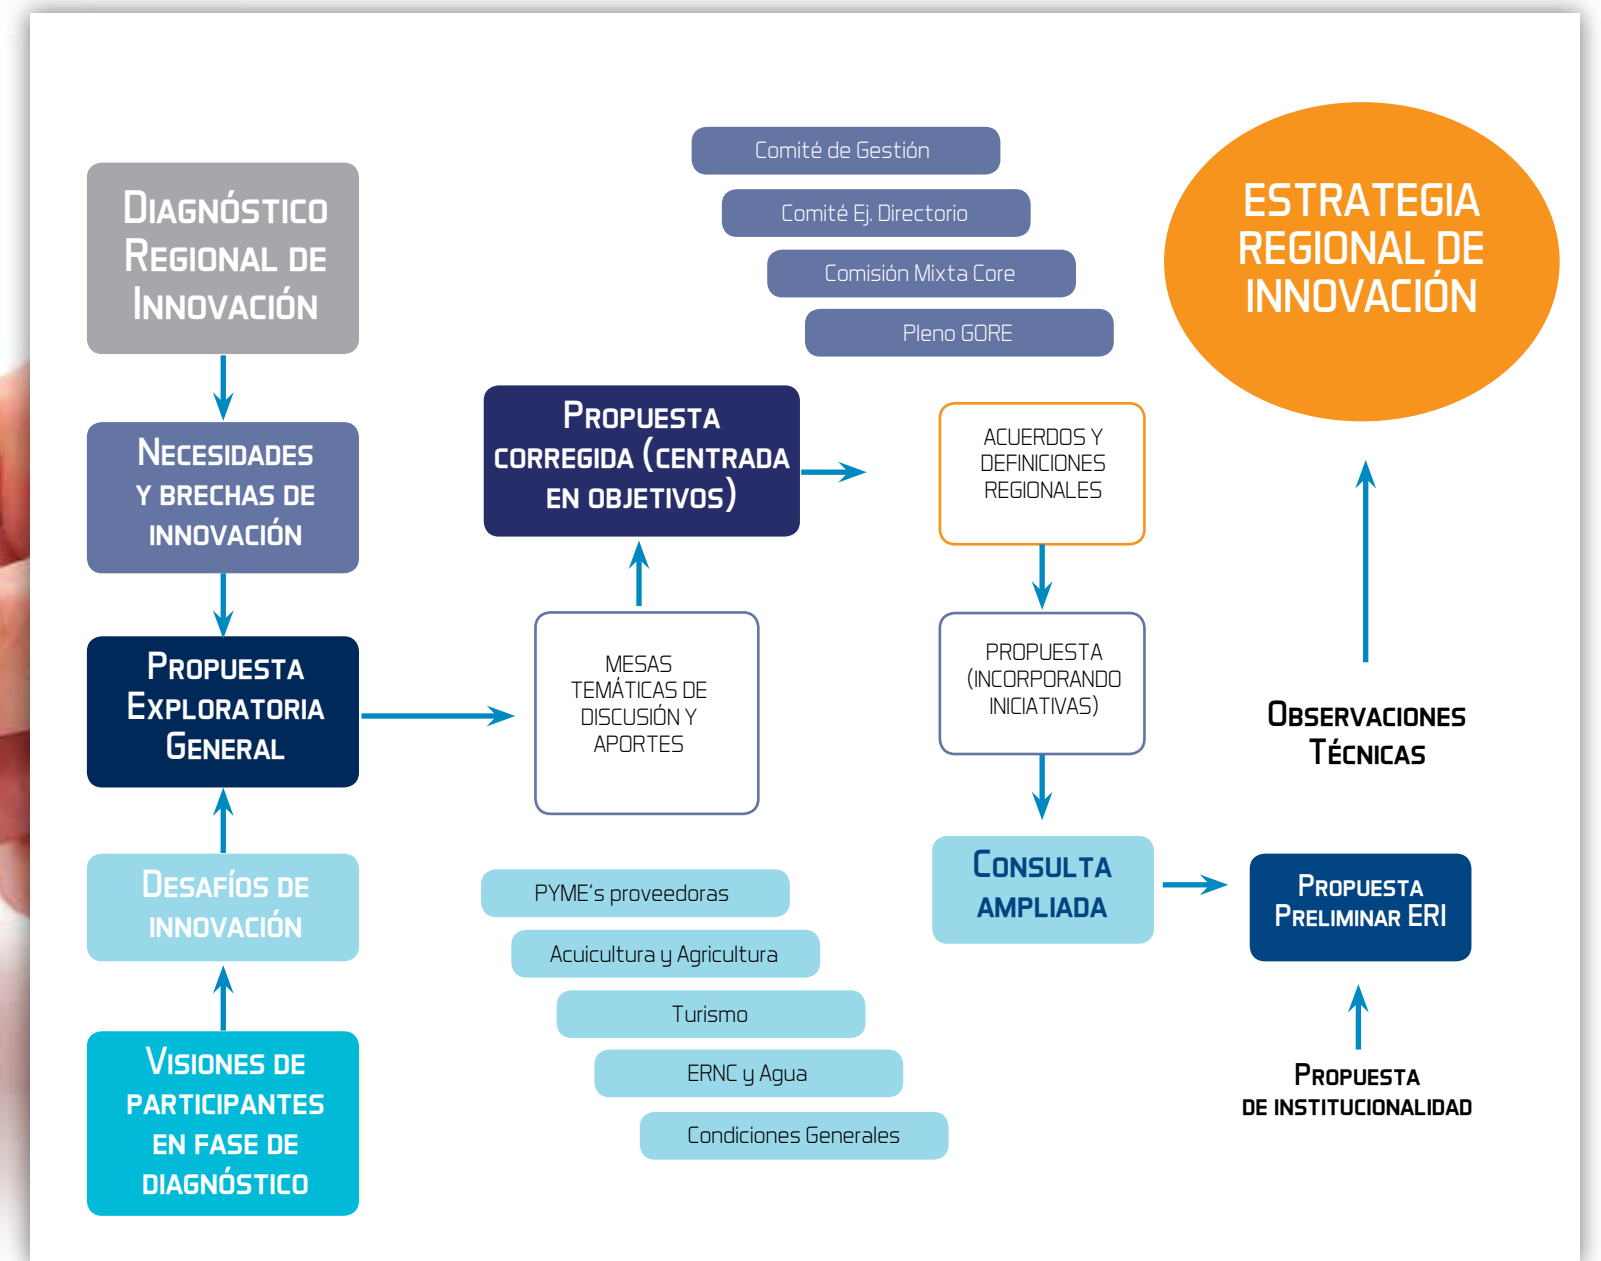 Diagnóstico
Regional de
Innovación
Necesidades
y brechas de
innovación
Propuesta
Exploratoria
General
Desafíos de
innovación
Visiones de
participantes
en fase de
diagnóstico
Comité de Gestión
Comité Ej. Directorio
Comisión Mixta Core
Pleno GORE
Propuesta
corregida (centrada
en objetivos)
MESAS
TEMÁTICAS DE
DISCUSIÓN Y
APORTES
PYME's proveedoras
Acuicultura y Agricultura
Turismo
ERNC y Agua
Condiciones Generales
ACUERDOS Y
DEFINICIONES
REGIONALES
PROPUESTA
(INCORPORANDO
INICIATIVAS)
Consulta
ampliada
ESTRATEGIA
REGIONAL DE
INNOVACIÓN
Observaciones
Técnicas
Propuesta
Preliminar ERI
Propuesta
de institucionalidad